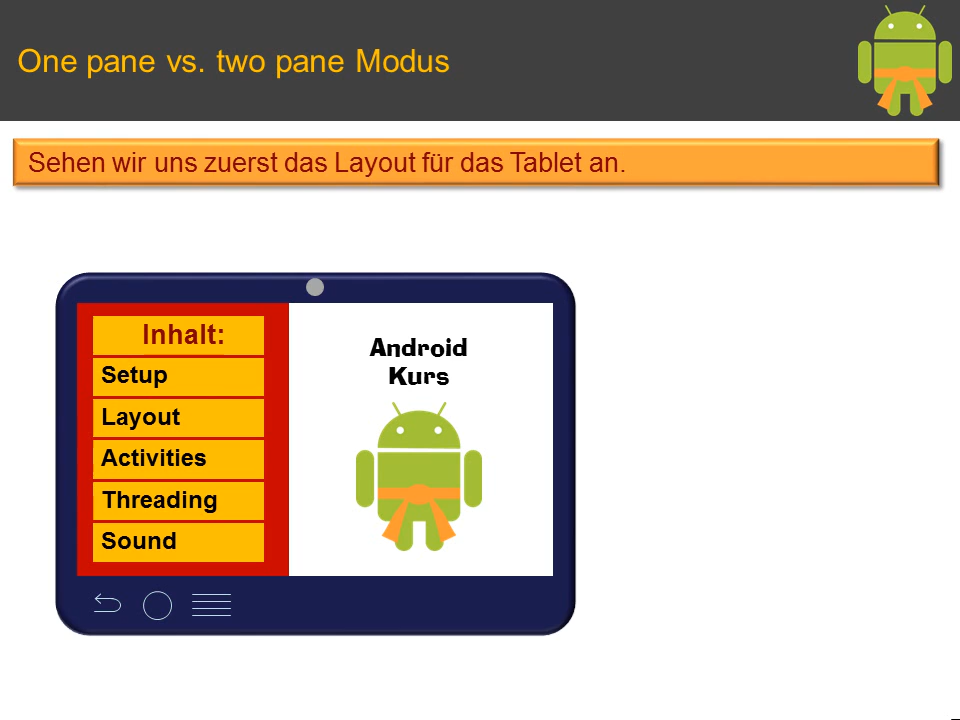 One pane vs. two pane Modus
Sehen wir uns zuerst das Layout für das Tablet an.
Inhalt:
Setup
Layout
Activities
Threading
Sound
Android
Kurs